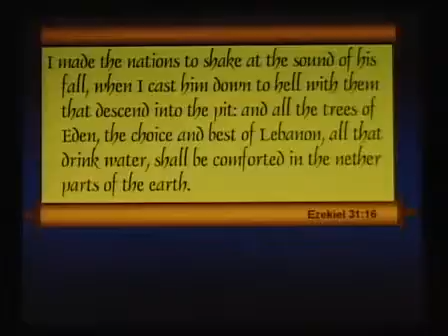 I made the nations to shake at the sound of his
fall, when I cast him down to hell with them
that descend into the pit: and all the trees of
Eden, the choice and best of Lebanon, all that
drink water, shall be comforted in the nether
parts of the earth.
Ezekiel 31:16